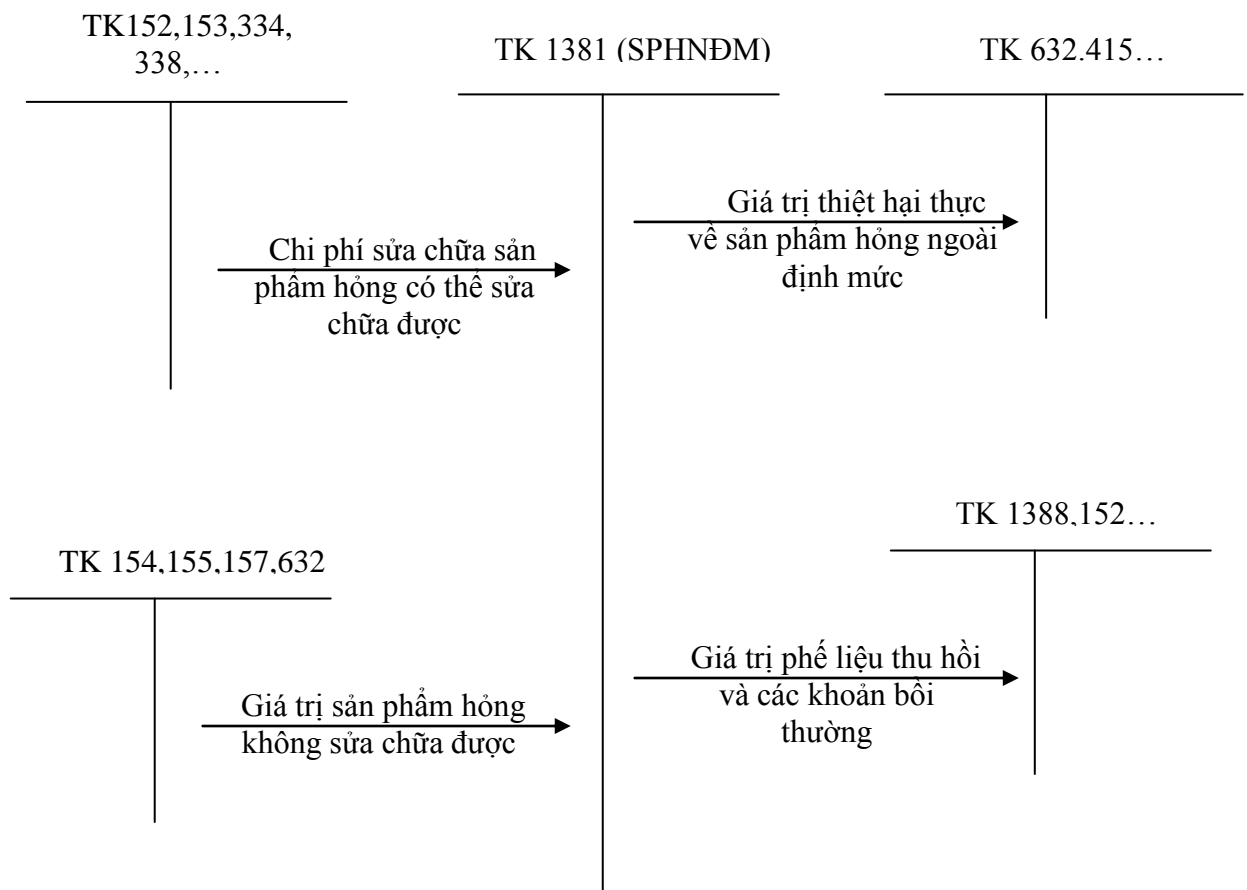 TK152,153,334,
338,…
TK 1381 (SPHNĐM)
TK 632.415…
Chi phí sửa chữa sản
phẩm hỏng có thể sửa
chữa được
Giá trị thiệt hại thực
về sản phẩm hỏng ngoài
định mức
TK 154,155,157,632
TK 1388,152…
Giá trị sản phẩm hỏng
không sửa chữa được
Giá trị phế liệu thu hồi
và các khoản bồi
thường